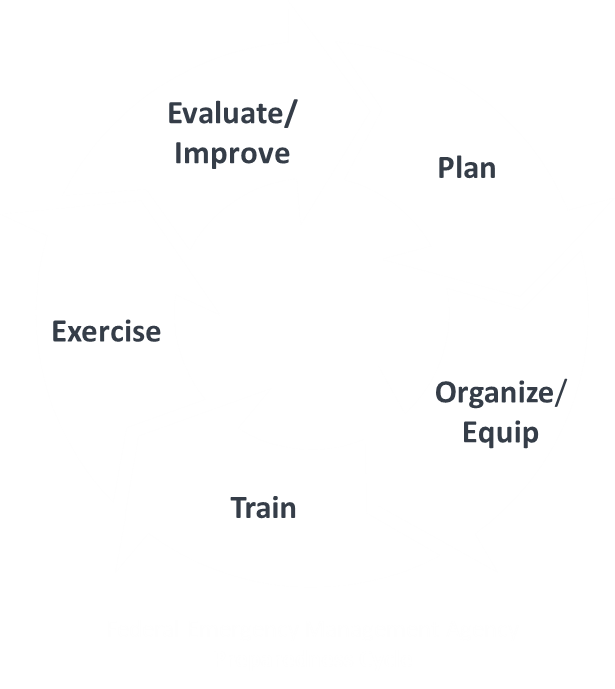 Evaluate/
Improve
Plan
Exercise
Organize/
Equip
Train